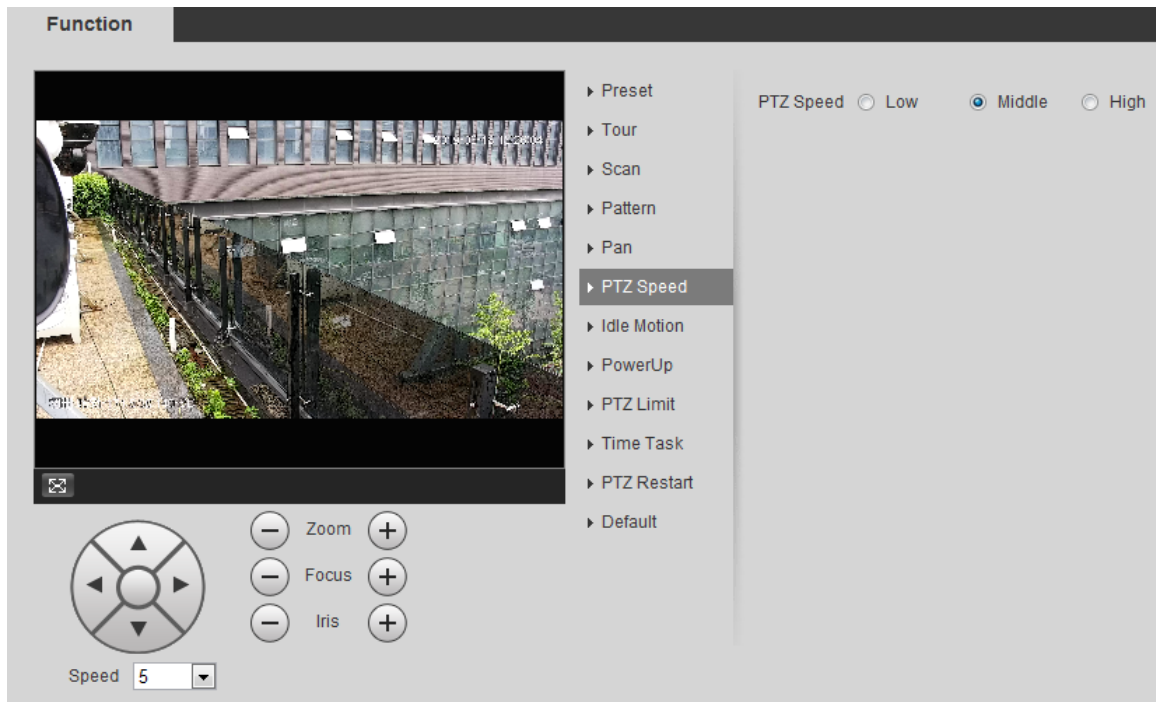 Function
Preset
Tour
Scan
Pattern
Pan
PTZ Speed
Idle Motion
PowerUp
PTZ Limit
Time Task
PTZ Restart
Default
PTZ Speed Low Middle High
Zoom
Focus
Iris
Speed 5